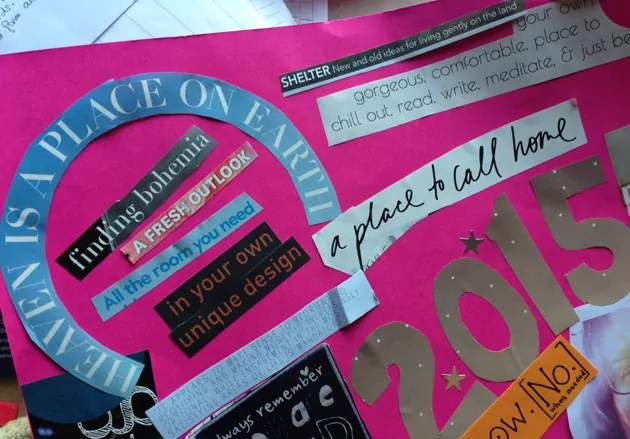 SHELTER New and old ideas for living gently on the land
your own
gorgeous, comfortable, place to
chill out, read, write, meditate, & just be
HEAVEN IS A PLACE ON EARTH
finding bohemia
A FRESH OUTLOOK
All the room you need
in your own
unique design
a place to call home
2015
always remember
ow. [No.]
(when needed)